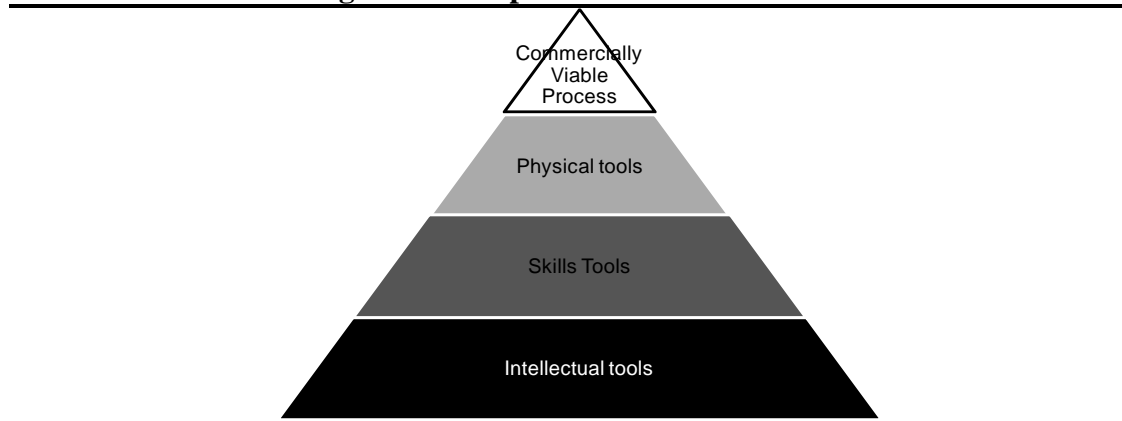 Commercially
Viable
Process
Physical tools
Skills Tools
Intellectual tools